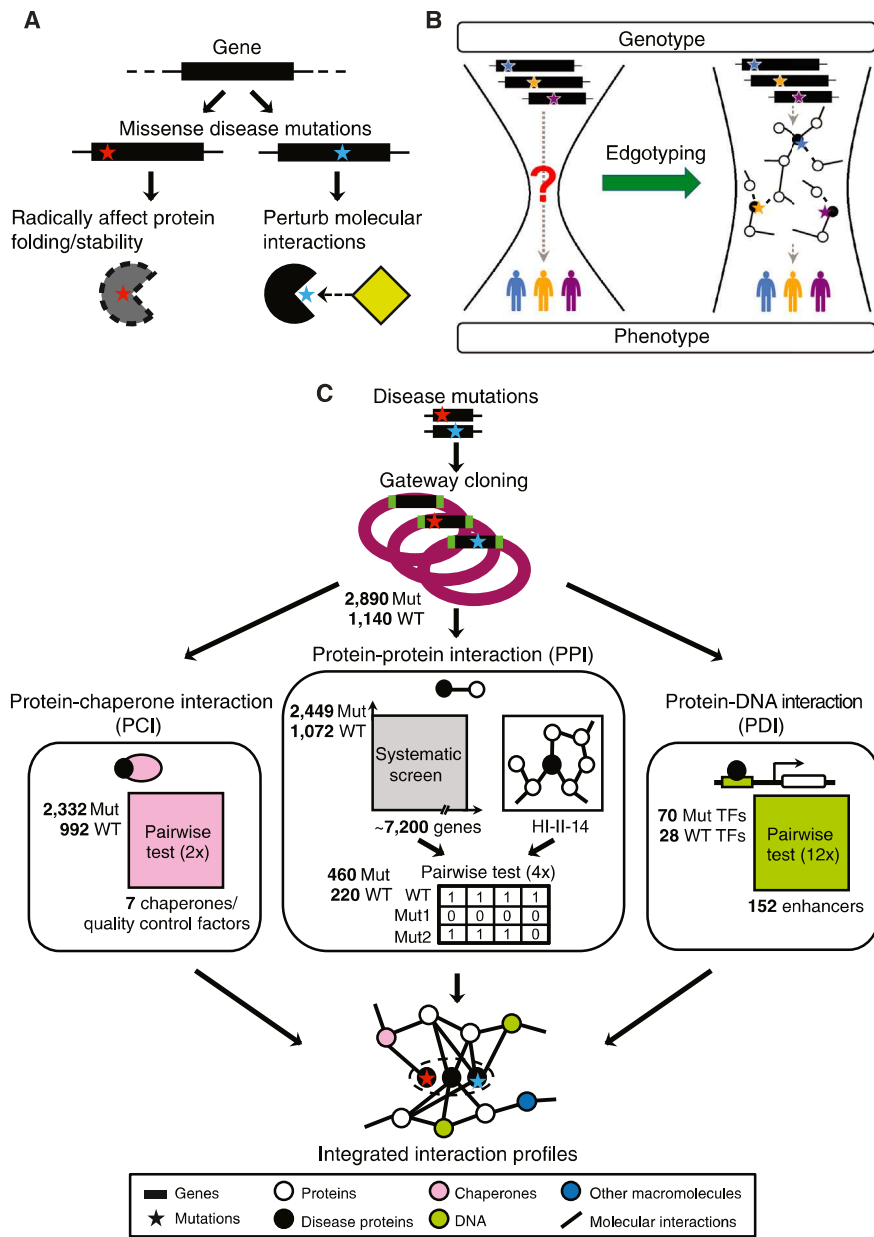 A
Gene
Missense disease mutations
Radically affect protein
folding/stability
Perturb molecular
interactions
B
Genotype
?
Edgotyping
Phenotype
C
Disease mutations
Gateway cloning
2,890 Mut
1,140 WT
Protein-chaperone interaction
(PCI)
2,332 Mut
992 WT
Pairwise
test (2x)
7 chaperones/
quality control factors
Protein-protein interaction (PPI)
2,449 Mut
1,072 WT
Systematic
screen
~7,200 genes
HI-II-14
460 Mut
220 WT
Pairwise test (4x)
WT 1 1 1 1
Mut1 0 0 0 0
Mut2 1 1 1 0
Protein-DNA interaction
(PDI)
70 Mut TFs
28 WT TFs
Pairwise
test (12x)
152 enhancers
Integrated interaction profiles
Genes
Proteins
Chaperones
Other macromolecules
Mutations
Disease proteins
DNA
Molecular interactions